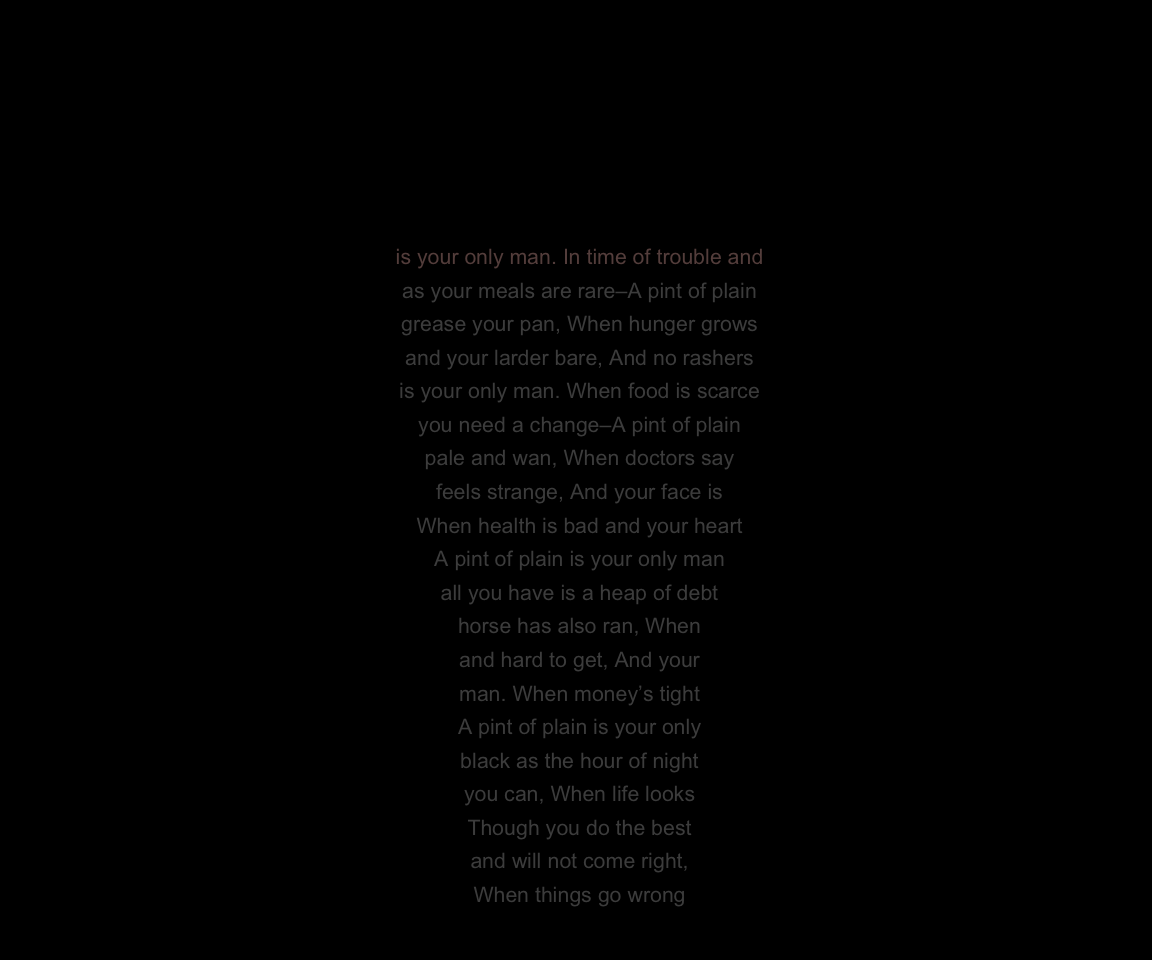 is your only man. In time of trouble and
as your meals are rare–A pint of plain
grease your pan, When hunger grows
and your larder bare, And no rashers
is your only man. When food is scarce
you need a change–A pint of plain
pale and wan, When doctors say
feels strange, And your face is
When health is bad and your heart
A pint of plain is your only man
all you have is a heap of debt
horse has also ran, When
and hard to get, And your
man. When money’s tight
A pint of plain is your only
black as the hour of night
you can, When life looks
Though you do the best
and will not come right,
When things go wrong